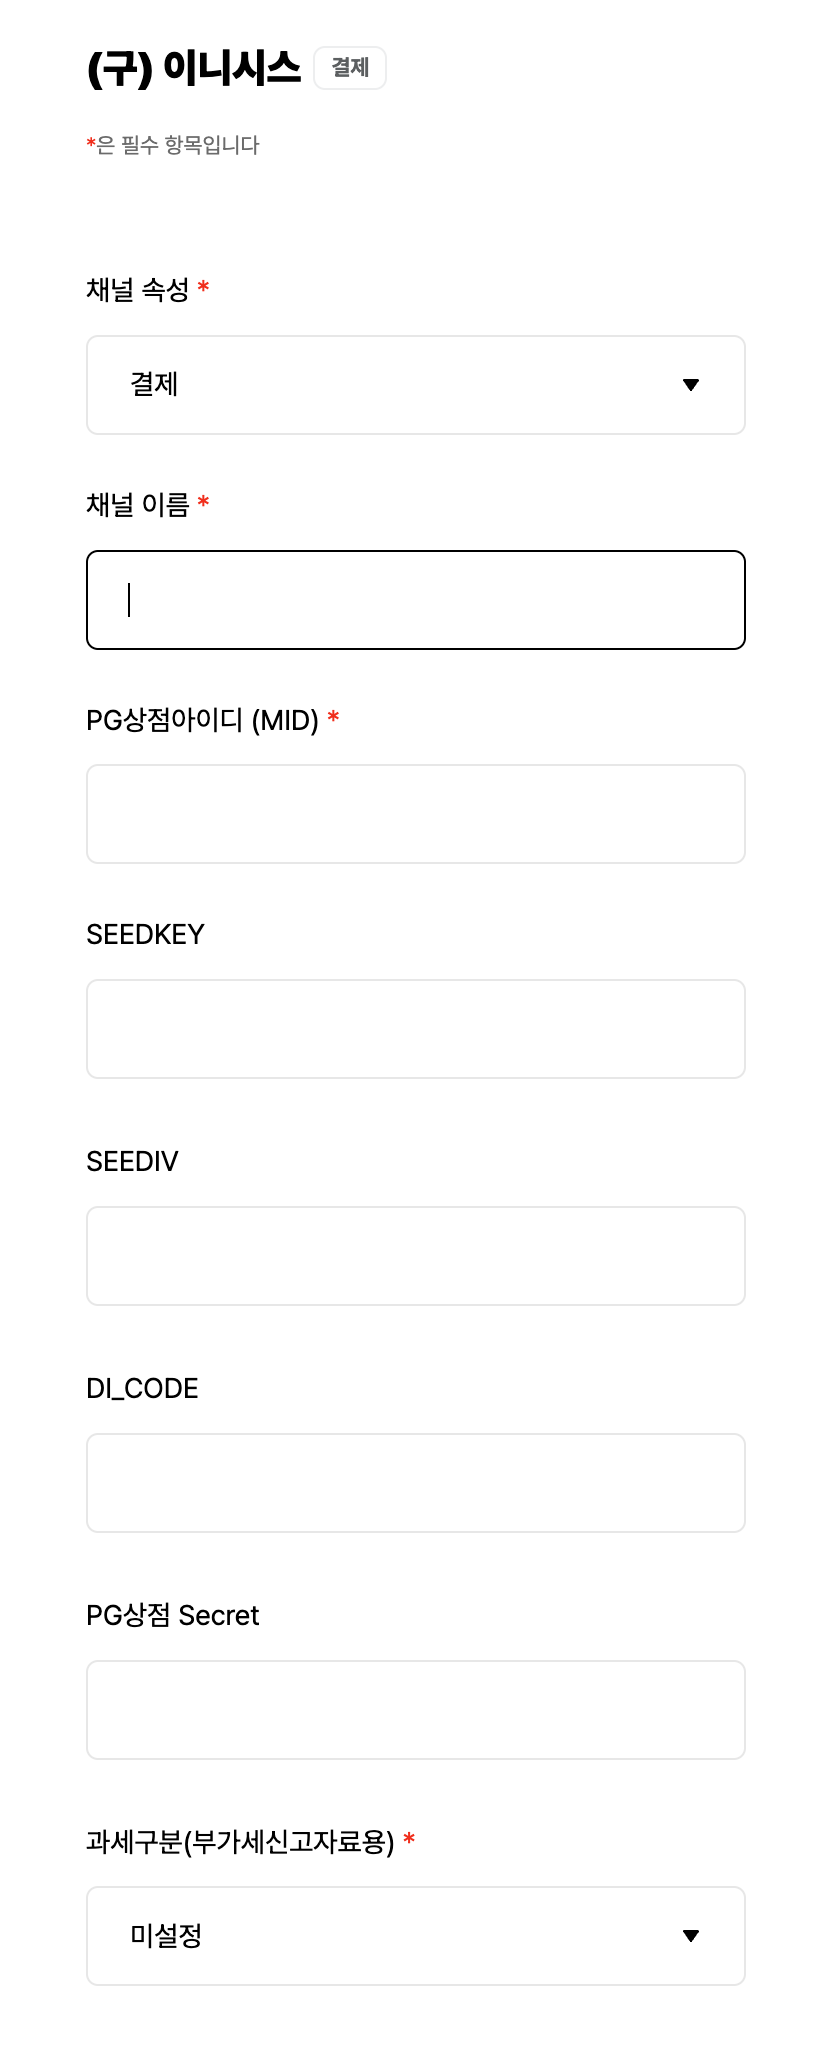 (구) 이니시스 결제
*은 필수 항목입니다
채널 속성 *
결제
채널 이름 *
PG상점아이디 (MID) *
SEEDKEY
SEEDIV
DI_CODE
PG상점 Secret
과세구분(부가세신고자료용) *
미설정